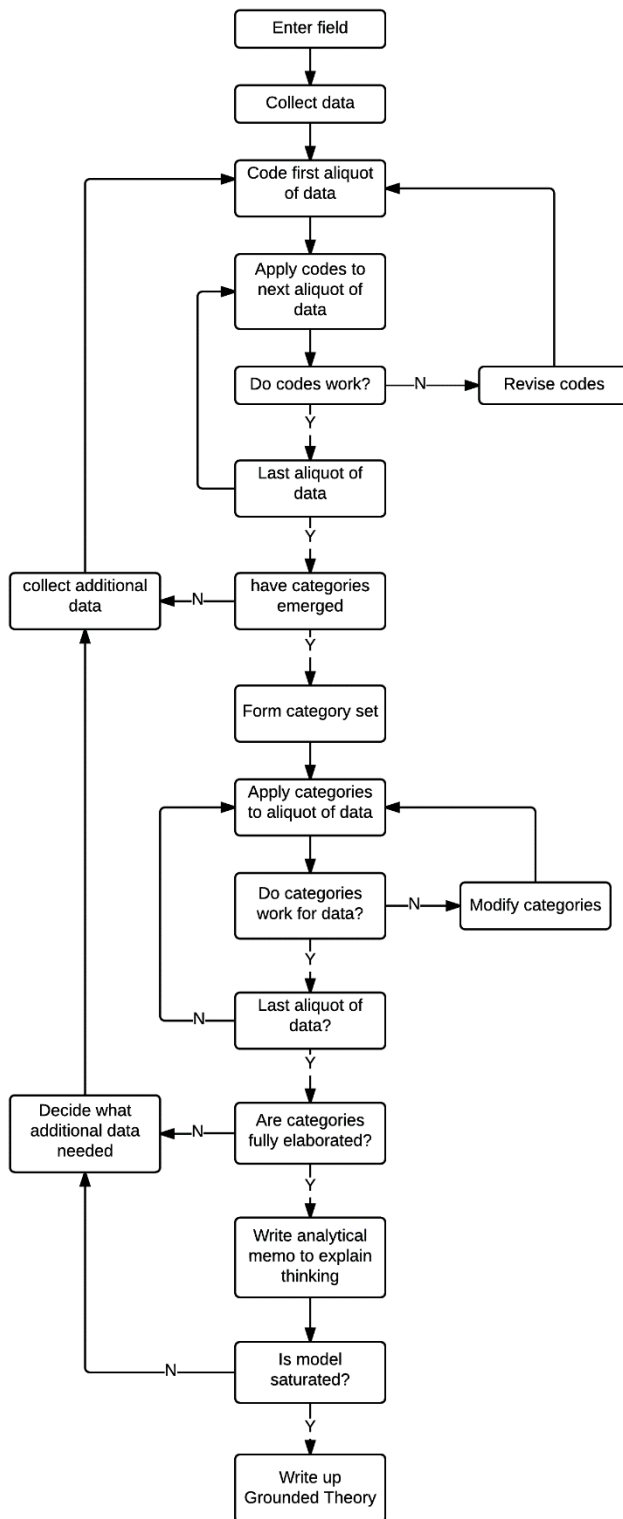 Enter field
Collect data
Code first aliquot
of data
Apply codes to
next aliquot of
data
Do codes work?
N
Revise codes
Y
Last aliquot of
data
Y
collect additional
data
N
have categories
emerged
Y
Form category set
Apply categories
to aliquot of data
Do categories
work for data?
N
Modify categories
Y
N
Last aliquot of
data?
Y
Decide what
additional data
needed
N
Are categories
fully elaborated?
Y
Write analytical
memo to explain
thinking
N
Is model
saturated?
Y
Write up
Grounded Theory